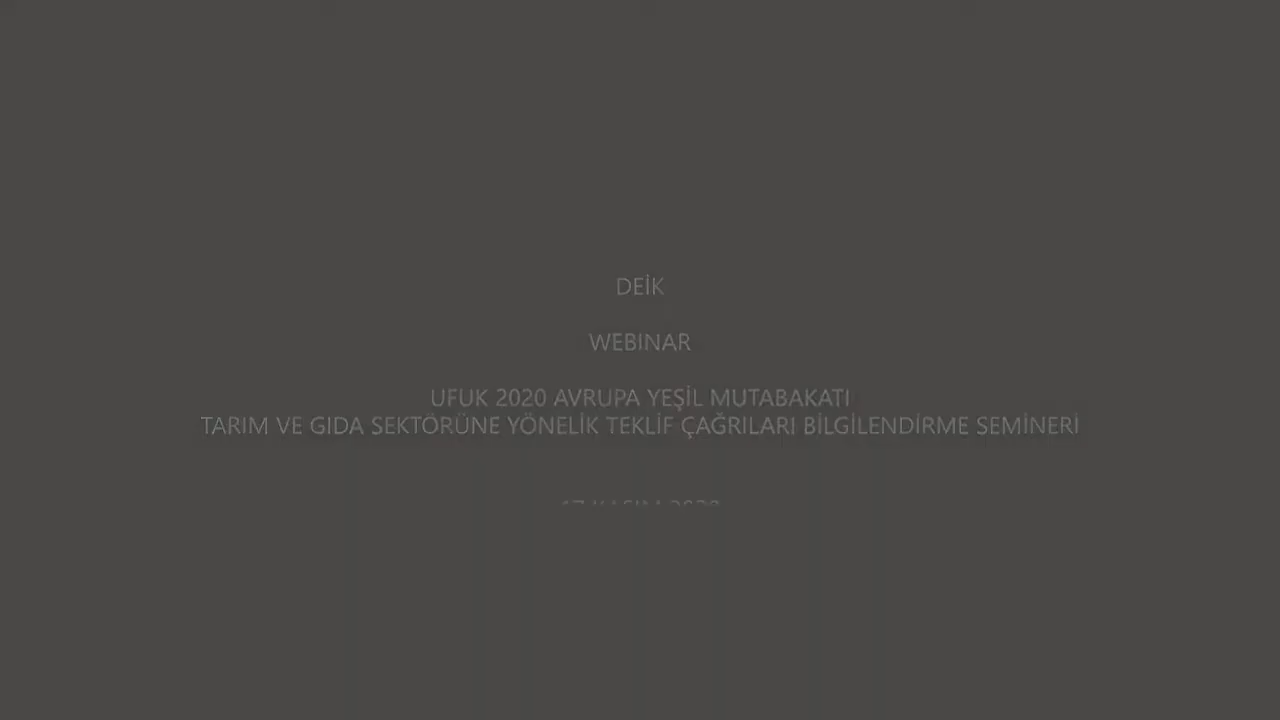 DEİK
WEBINAR
UFUK 2020 AVRUPA YEŞİL MUTABAKATI
TARIM VE GIDA SEKTÖRÜNE YÖNELİK TEKLİF ÇAĞRILARI BİLGİLENDİRME SEMİNERİ
KASIM